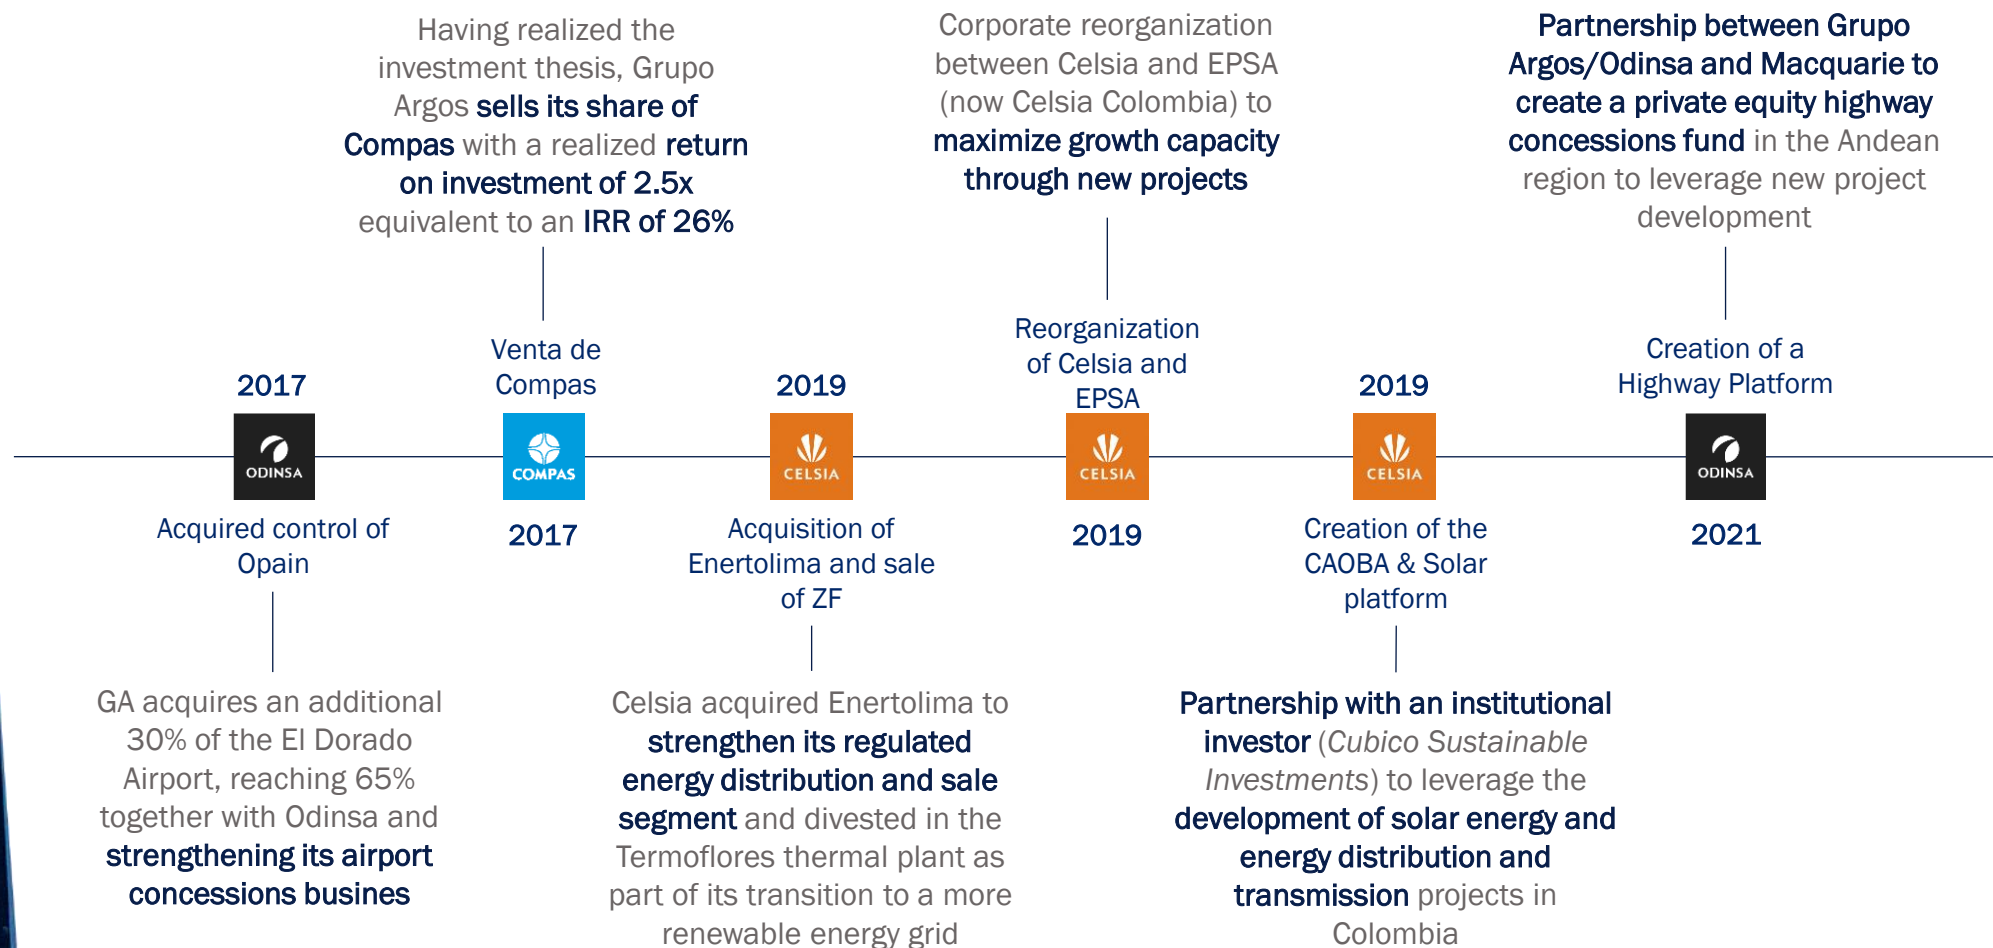 Having realized the
investment thesis, Grupo
Argos sells its share of
Compas with a realized return
on investment of 2.5x
equivalent to an IRR of 26%
Corporate reorganization
between Celsia and EPSA
(now Celsia Colombia) to
maximize growth capacity
through new projects
Partnership between Grupo
Argos/Odinsa and Macquarie to
create a private equity highway
concessions fund in the Andean
region to leverage new project
development
2017
ODINSA
Acquired control of
Opain
GA acquires an additional
30% of the El Dorado
Airport, reaching 65%
together with Odinsa and
strengthening its airport
concessions busines
Venta de
Compas
COMPAS
2017
2019
CELSIA
Acquisition of
Enertolima and sale
of ZF
Celsia acquired Enertolima to
strengthen its regulated
energy distribution and sale
segment and divested in the
Termoflores thermal plant as
part of its transition to a more
renewable energy grid
Reorganization
of Celsia and
EPSA
CELSIA
2019
2019
CELSIA
Creation of the
CAOBA & Solar
platform
Partnership with an institutional
investor (Cubico Sustainable
Investments) to leverage the
development of solar energy and
energy distribution and
transmission projects in
Colombia
Creation of a
Highway Platform
ODINSA
2021